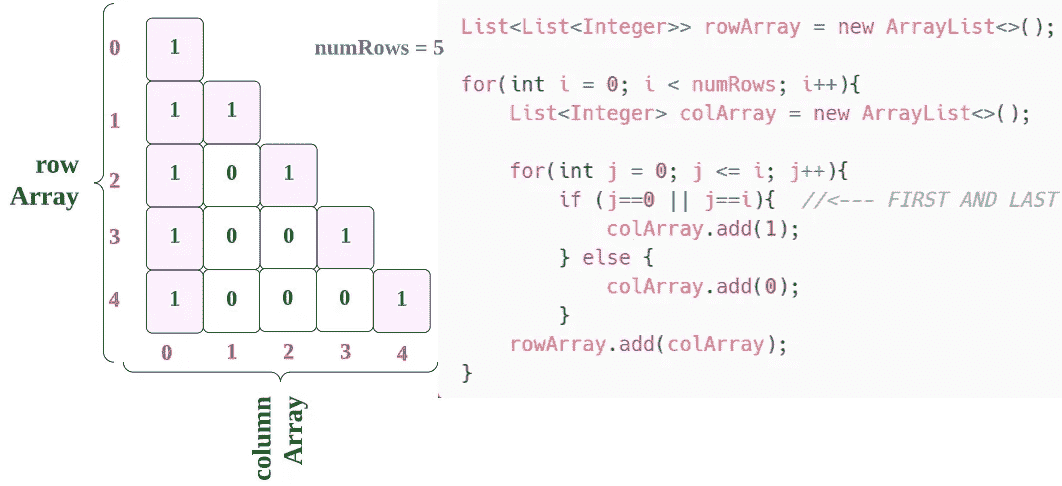 numRows = 5
row
Array
0 1
1 1 1
2 1 0 1
3 1 0 0 1
4 1 0 0 0 1
0 1 2 3 4
column
Array
List<List<Integer>> rowArray = new ArrayList<>();
for(int i = 0; i < numRows; i++){
List<Integer> colArray = new ArrayList<>();
for(int j = 0; j <= i; j++){
if (j==0 || j==i){ //<--- FIRST AND LAST
colArray.add(1);
} else {
colArray.add(0);
}
rowArray.add(colArray);
}